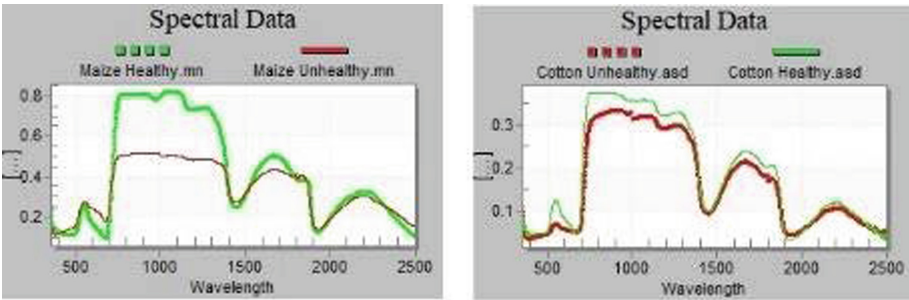 Spectral Data
Maize Healthy.mn Maize Unhealthy.mn
0.8
0.6
0.4
0.2
[...]
500 1000 1500 2000 2500
Wavelength
Spectral Data
Cotton Unhealthy.asd Cotton Healthy.asd
0.3
0.2
0.1
[...]
500 1000 1500 2000 2500
Wavelength